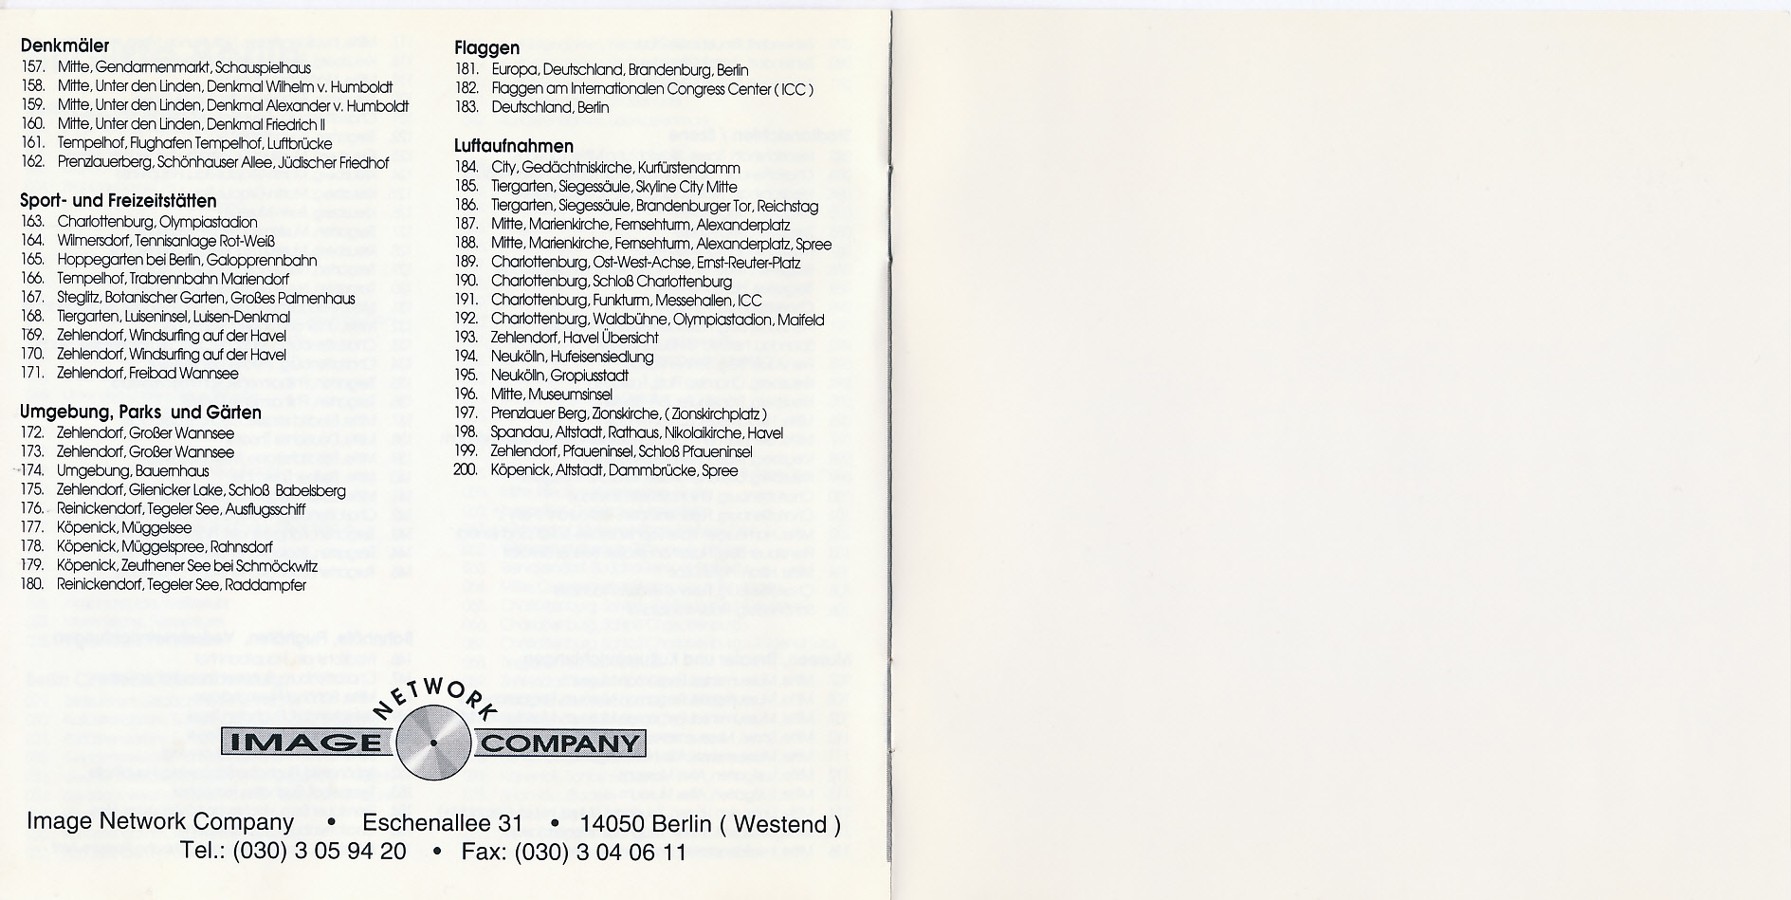 Denkmäler
157. Mitte, Gendarmenmarkt, Schauspielhaus
158. Mitte, Unter den Linden, Denkmal Wilhelm v. Humboldt
159. Mitte, Unter den Linden, Denkmal Alexander v. Humboldt
160. Mitte, Unter den Linden, Denkmal Friedrich II
161. Tempelhof, Flughafen Tempelhof, Luftbrücke
162. Prenzlauerberg, Schönhauser Allee, Jüdischer Friedhof
Sport- und Freizeitstätten
163. Charlottenburg, Olympiastadion
164. Wilmersdorf, Tennisanlage Rot-Weiß
165. Hoppegarten bei Berlin, Galopprennbahn
166. Tempelhof, Trabrennbahn Mariendorf
167. Steglitz, Botanischer Garten, Großes Palmenhaus
168. Tiergarten, Luiseninsel, Luisen-Denkmal
169. Zehlendorf, Windsurfing auf der Havel
170. Zehlendorf, Windsurfing auf der Havel
171. Zehlendorf, Freibad Wannsee
Umgebung, Parks und Gärten
172. Zehlendorf, Großer Wannsee
173. Zehlendorf, Großer Wannsee
174. Umgebung, Bauernhaus
175. Zehlendorf, Glienicker Lake, Schloß Babelsberg
176. Reinickendorf, Tegeler See, Ausflugsschiff
177. Köpenick, Müggelsee
178. Köpenick, Müggelspree, Rahnsdorf
179. Köpenick, Zeuthener See bei Schmöckwitz
180. Reinickendorf, Tegeler See, Raddampfer
Flaggen
181. Europa, Deutschland, Brandenburg, Berlin
182. Flaggen am Internationalen Congress Center ( ICC )
183. Deutschland, Berlin
Luftaufnahmen
184. City, Gedächtniskirche, Kurfürstendamm
185. Tiergarten, Siegessäule, Skyline City Mitte
186. Tiergarten, Siegessäule, Brandenburger Tor, Reichstag
187. Mitte, Marienkirche, Fernsehturm, Alexanderplatz
188. Mitte, Marienkirche, Fernsehturm, Alexanderplatz, Spree
189. Charlottenburg, Ost-West-Achse, Ernst-Reuter-Platz
190. Charlottenburg, Schloß Charlottenburg
191. Charlottenburg, Funkturm, Messehallen, ICC
192. Charlottenburg, Waldbühne, Olympiastadion, Maifeld
193. Zehlendorf, Havel Übersicht
194. Neukölln, Hufeisensiedlung
195. Neukölln, Gropiusstadt
196. Mitte, Museumsinsel
197. Prenzlauer Berg, Zionskirche, ( Zionskirchplatz )
198. Spandau, Altstadt, Rathaus, Nikolaikirche, Havel
199. Zehlendorf, Pfaueninsel, Schloß Pfaueninsel
200. Köpenick, Altstadt, Dammbrücke, Spree
NETWORK
IMAGE COMPANY
Image Network Company • Eschenallee 31 • 14050 Berlin ( Westend )
Tel.: (030) 3 05 94 20 • Fax: (030) 3 04 06 11